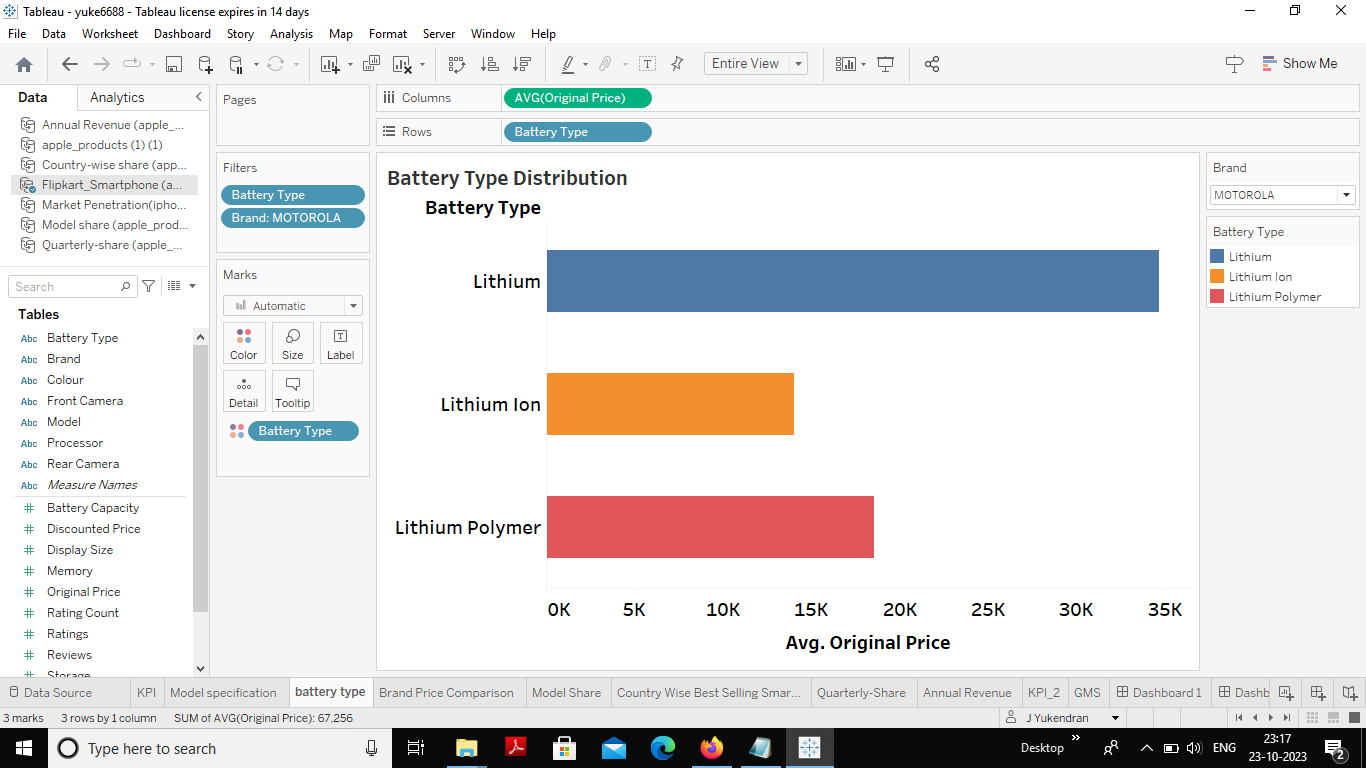 Tableau - yuke6688 - Tableau license expires in 14 days
File Data Worksheet Dashboard Story Analysis Map Format Server Window Help
Entire View
Show Me
Data Analytics
Annual Revenue (apple_...
apple_products (1) (1)
Country-wise share (app...
Flipkart_Smartphone (a...
Market Penetration(ipho...
Model share (apple_prod...
Quarterly-share (apple_...
Search
Tables
Abc Battery Type
Abc Brand
Abc Colour
Abc Front Camera
Abc Model
Abc Processor
Abc Rear Camera
Abc Measure Names
# Battery Capacity
# Discounted Price
# Display Size
# Memory
# Original Price
# Rating Count
# Ratings
# Reviews
# Storage
Pages
Filters
Battery Type
Brand: MOTOROLA
Marks
Automatic
Color Size Label
Detail Tooltip
Battery Type
Columns AVG(Original Price)
Rows Battery Type
Battery Type Distribution
Battery Type
Lithium
Lithium Ion
Lithium Polymer
0K 5K 10K 15K 20K 25K 30K 35K
Avg. Original Price
Brand
MOTOROLA
Battery Type
Lithium
Lithium Ion
Lithium Polymer
Data Source KPI Model specification battery type Brand Price Comparison Model Share Country Wise Best Selling Smar... Quarterly-Share Annual Revenue KPI_2 GMS Dashboard 1 Dashb
3 marks 3 rows by 1 column SUM of AVG(Original Price): 67,256 J Yukendran
Type here to search
Desktop
ENG
23:17
23-10-2023
2